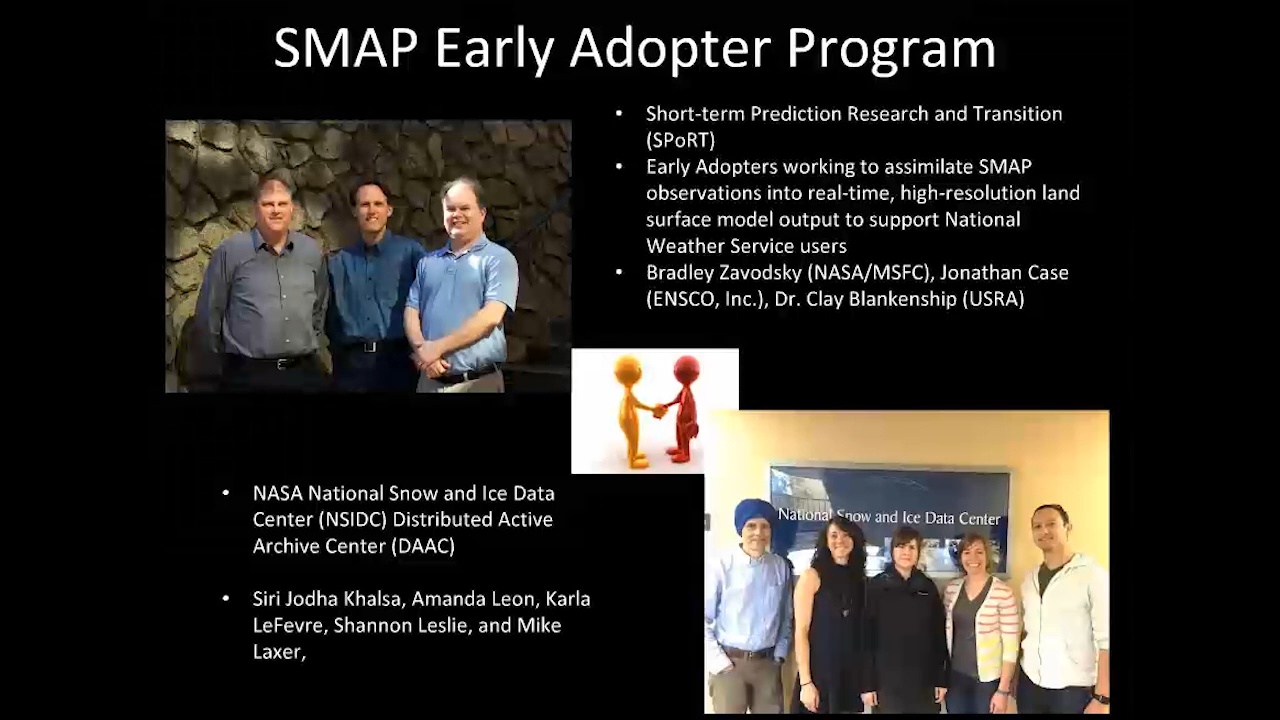 SMAP Early Adopter Program
• Short-term Prediction Research and Transition
(SPoRT)
• Early Adopters working to assimilate SMAP
observations into real-time, high-resolution land
surface model output to support National
Weather Service users
• Bradley Zavodsky (NASA/MSFC), Jonathan Case
(ENSCO, Inc.), Dr. Clay Blankenship (USRA)
• NASA National Snow and Ice Data
Center (NSIDC) Distributed Active
Archive Center (DAAC)
• Siri Jodha Khalsa, Amanda Leon, Karla
LeFevre, Shannon Leslie, and Mike
Laxer,
National Snow and Ice Data Center